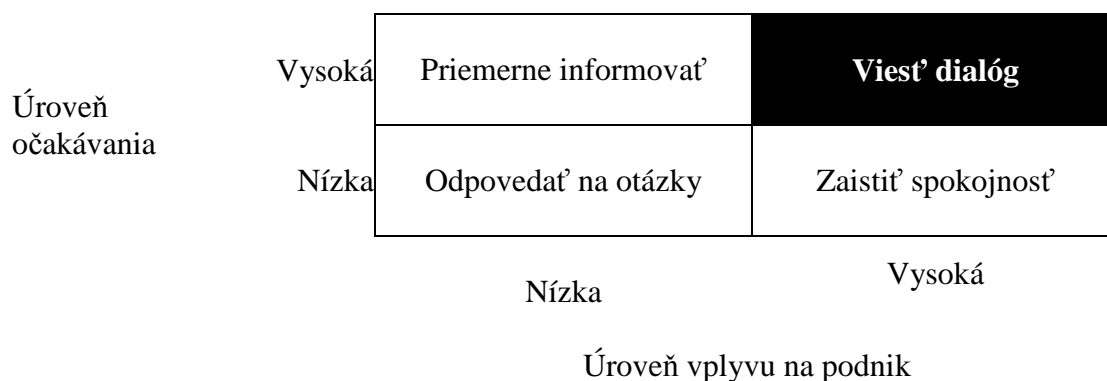 Vysoká Priemerne informovať Viesť dialóg
Úroveň
očakávania
Nízka Odpovedať na otázky Zaistiť spokojnosť
Nízka Vysoká
Úroveň vplyvu na podnik